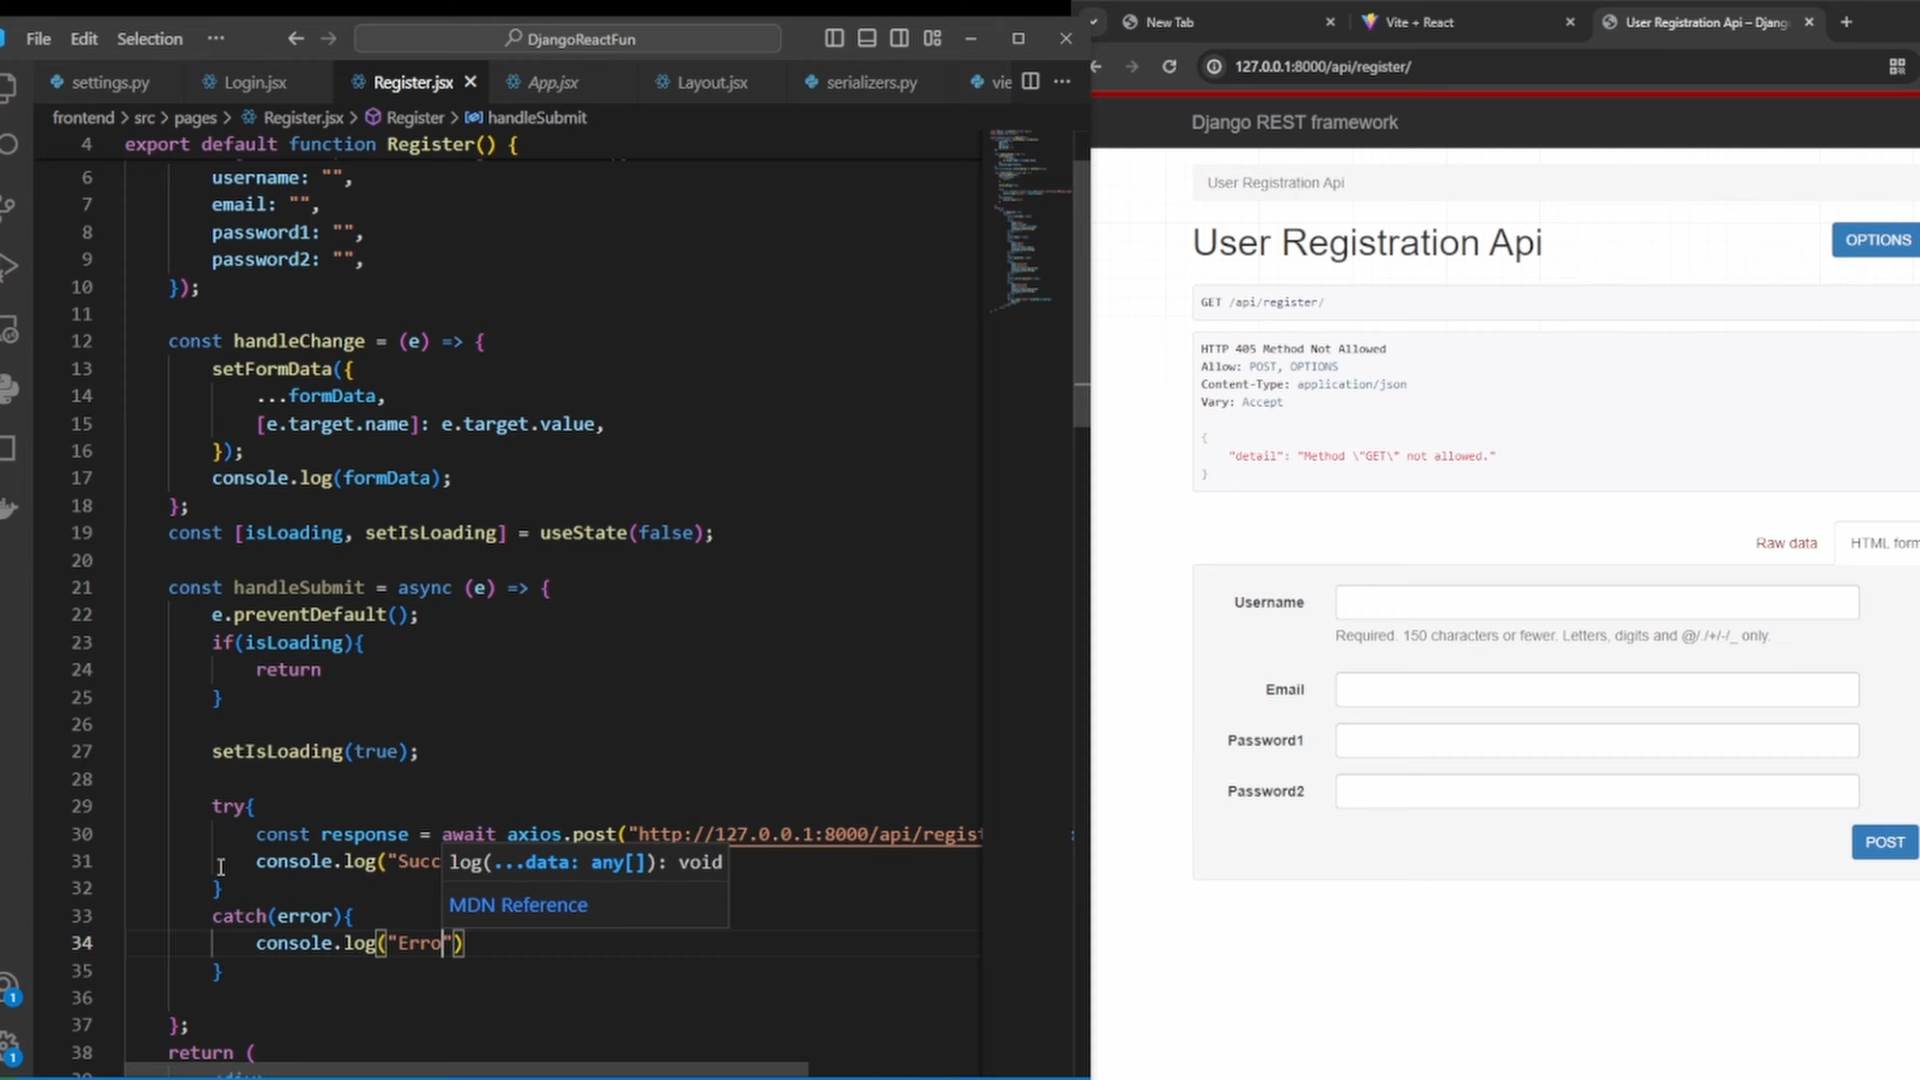 File Edit Selection ··· DjangoReactFun
settings.py Login.jsx Register.jsx App.jsx Layout.jsx serializers.py vie
frontend > src > pages > Register.jsx > Register > handleSubmit
4 export default function Register() {
6 username: "",
7 email: "",
8 password1: "",
9 password2: "",
10 });
11
12 const handleChange = (e) => {
13 setFormData({
14 ...formData,
15 [e.target.name]: e.target.value,
16 });
17 console.log(formData);
18 };
19 const [isLoading, setIsLoading] = useState(false);
20
21 const handleSubmit = async (e) => {
22 e.preventDefault();
23 if(isLoading){
24 return
25 }
26
27 setIsLoading(true);
28
29 try{
30 const response = await axios.post("http://127.0.0.1:8000/api/regist
31 console.log("Succ
log(...data: any[]): void
MDN Reference
32 }
33 catch(error){
34 console.log("Erro")
35 }
36
37 };
38 return (
1
1
New Tab Vite + React User Registration Api – Djang
127.0.0.1:8000/api/register/
Django REST framework
User Registration Api
User Registration Api OPTIONS
GET /api/register/
HTTP 405 Method Not Allowed
Allow: POST, OPTIONS
Content-Type: application/json
Vary: Accept
{
"detail": "Method \"GET\" not allowed."
}
Raw data HTML form
Username
Required. 150 characters or fewer. Letters, digits and @/./+/-/_ only.
Email
Password1
Password2
POST